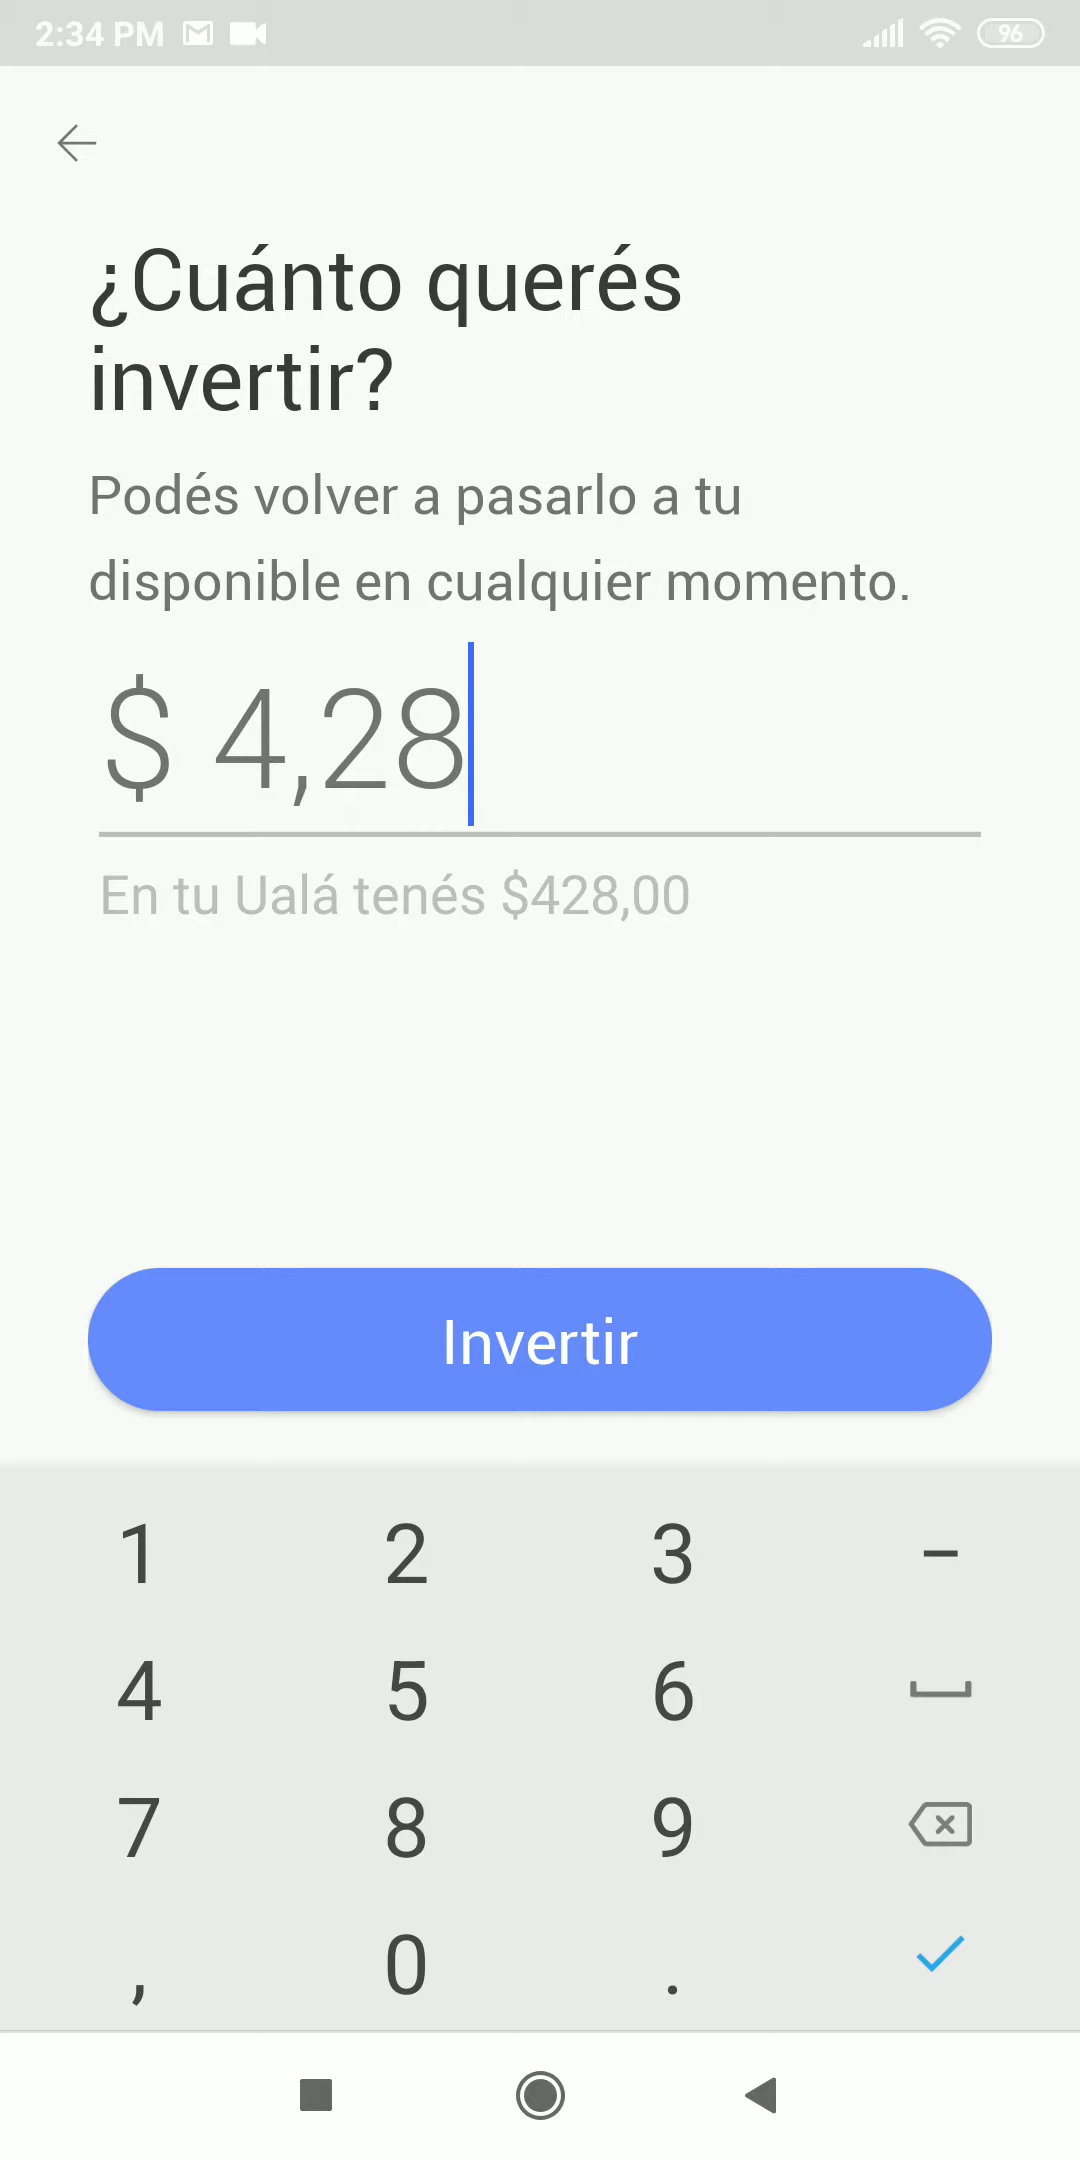 2:34 PM
96
¿Cuánto querés
invertir?
Podés volver a pasarlo a tu
disponible en cualquier momento.
$ 4,28
En tu Ualá tenés $428,00
Invertir
1 2 3 –
4 5 6
7 8 9
, 0 .